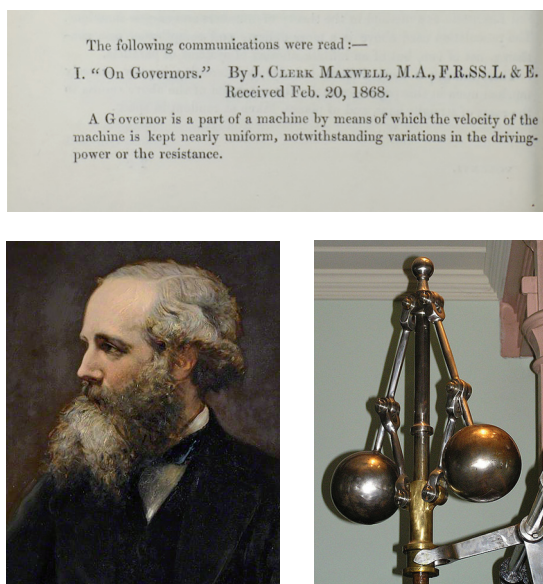 The following communications were read :—
I. “On Governors.” By J. CLERK MAXWELL, M.A., F.R.SS.L. & E.
Received Feb. 20, 1868.
A Governor is a part of a machine by means of which the velocity of the
machine is kept nearly uniform, notwithstanding variations in the driving-
power or the resistance.